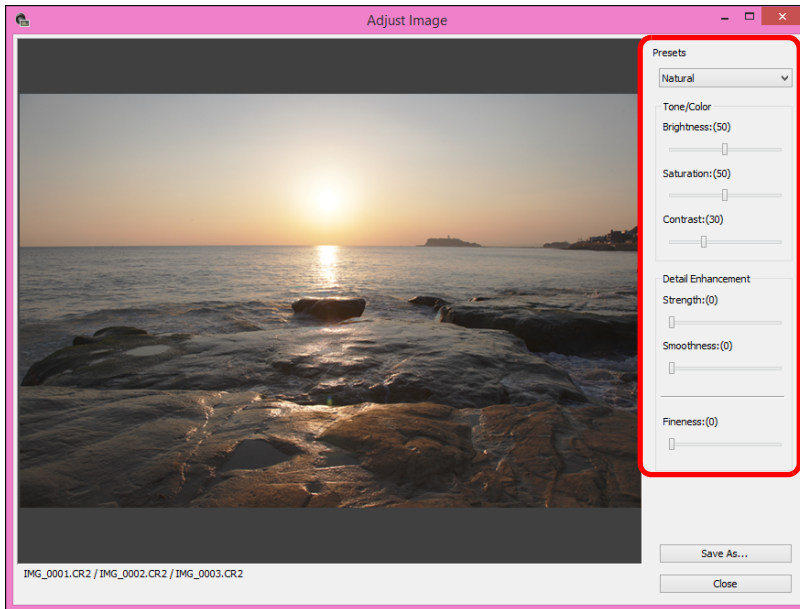 Adjust Image
Presets
Natural
Tone/Color
Brightness:(50)
Saturation:(50)
Contrast:(30)
Detail Enhancement
Strength:(0)
Smoothness:(0)
Fineness:(0)
Save As...
Close
IMG_0001.CR2 / IMG_0002.CR2 / IMG_0003.CR2